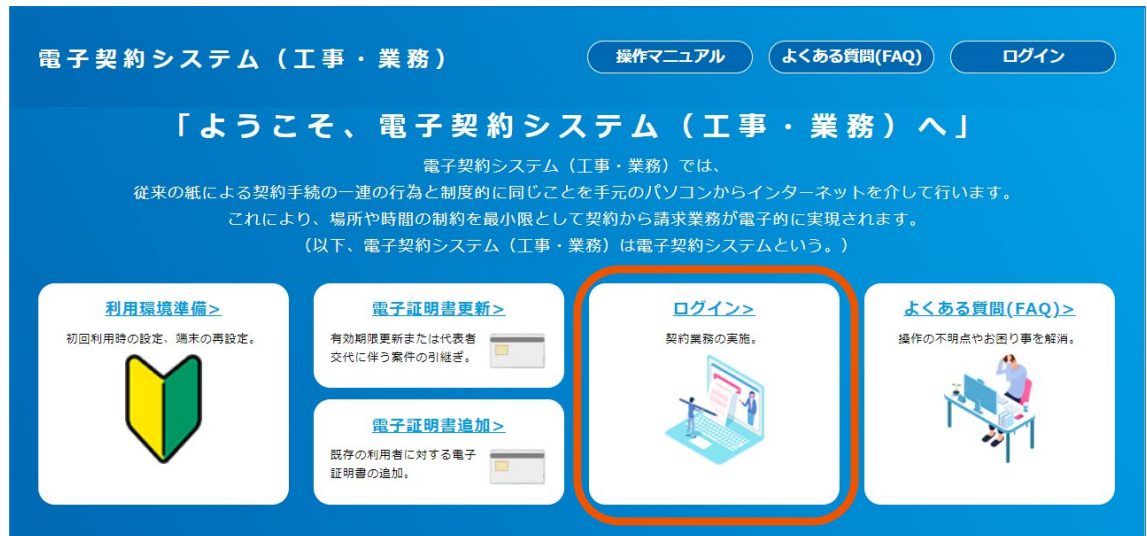 電子契約システム（工事・業務）
操作マニュアル
よくある質問(FAQ)
ログイン
「ようこそ、電子契約システム（工事・業務）へ」
電子契約システム（工事・業務）では、
従来の紙による契約手続の一連の行為と制度的に同じことを手元のパソコンからインターネットを介して行います。
これにより、場所や時間の制約を最小限として契約から請求業務が電子的に実現されます。
（以下、電子契約システム（工事・業務）は電子契約システムという。）
利用環境準備>
初回利用時の設定、端末の再設定。
電子証明書更新>
有効期限更新または代表者
交代に伴う案件の引継ぎ。
電子証明書追加>
既存の利用者に対する電子
証明書の追加。
ログイン>
契約業務の実施。
よくある質問(FAQ)>
操作の不明点やお困り事を解消。